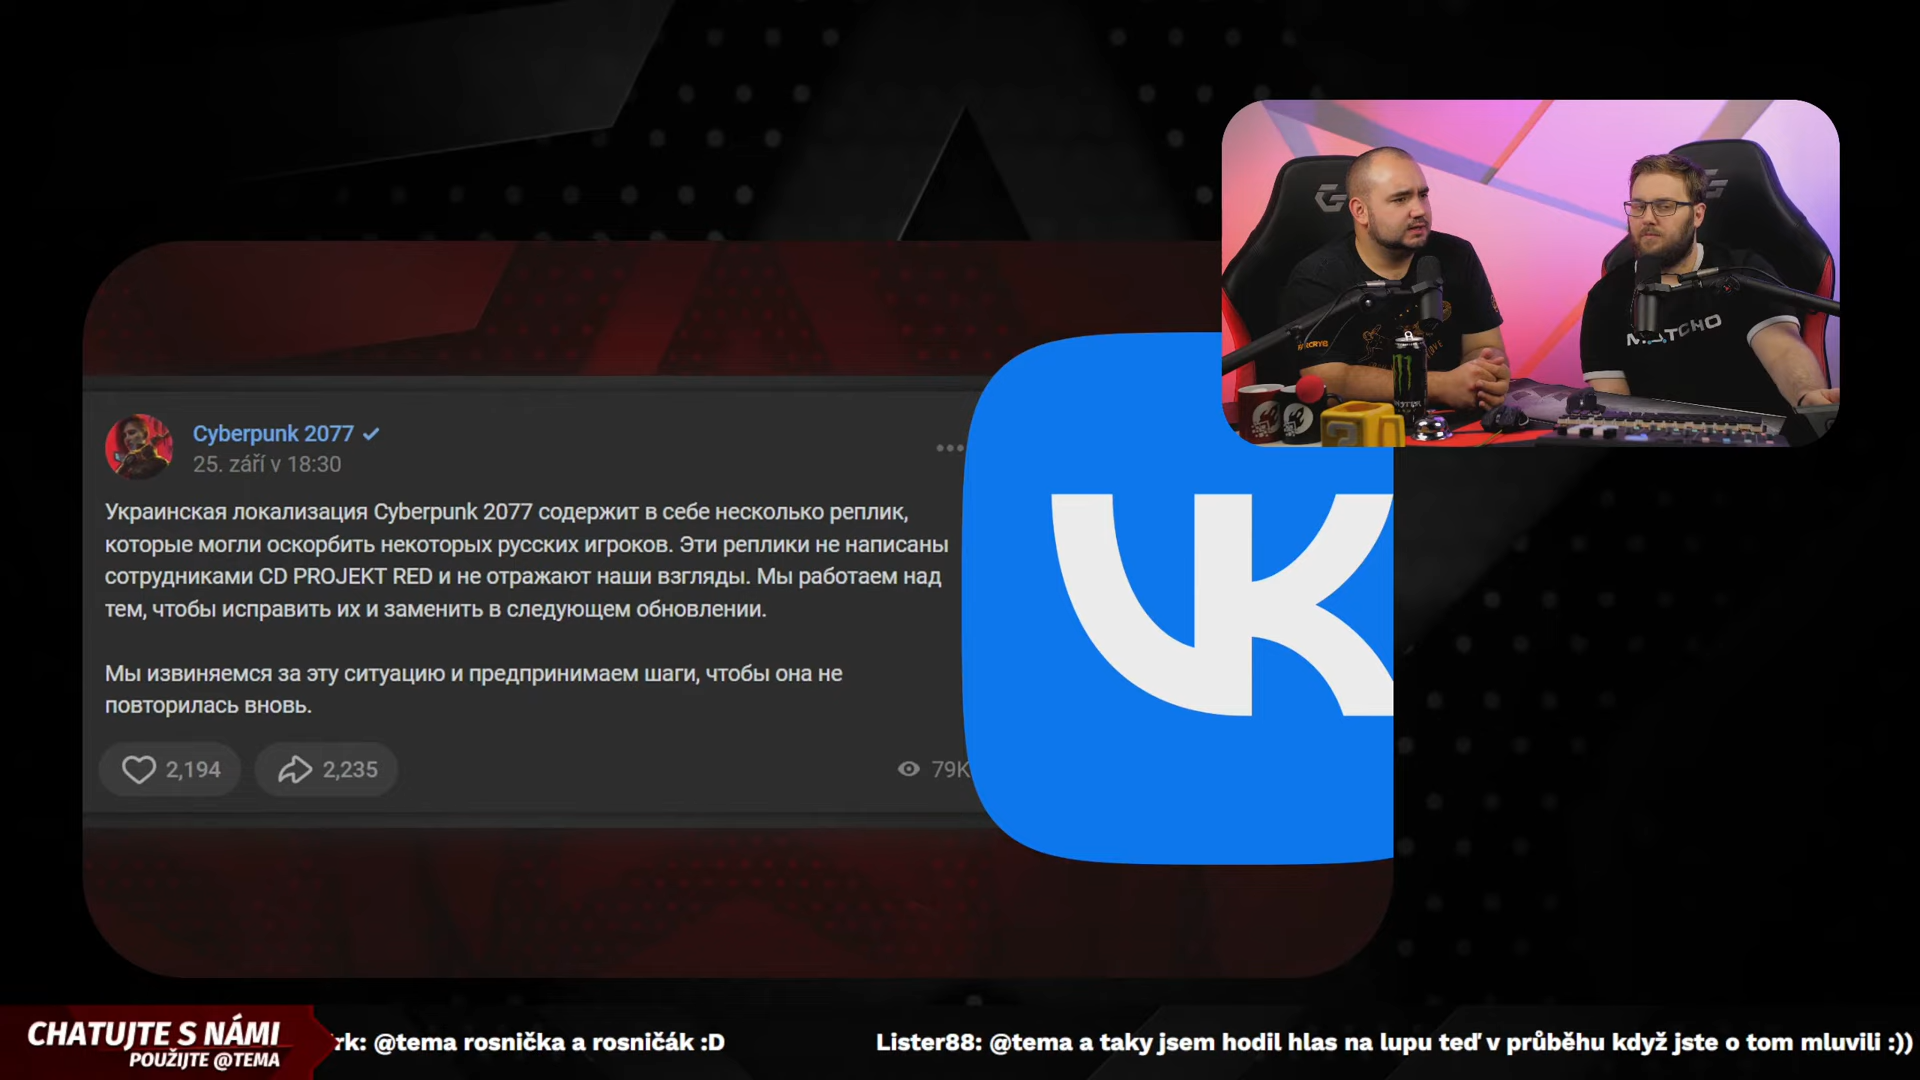 Cyberpunk 2077
25. září v 18:30
Украинская локализация Cyberpunk 2077 содержит в себе несколько реплик,
которые могли оскорбить некоторых русских игроков. Эти реплики не написаны
сотрудниками CD PROJEKT RED и не отражают наши взгляды. Мы работаем над
тем, чтобы исправить их и заменить в следующем обновлении.
Мы извиняемся за эту ситуацию и предпринимаем шаги, чтобы она не
повторилась вновь.
2,194
2,235
79K
VK
CHATUJTE S NÁMI
POUŽIJTE @TEMA
rk: @tema rosnička a rosničák :D
Lister88: @tema a taky jsem hodil hlas na lupu teď v průběhu když jste o tom mluvili :))